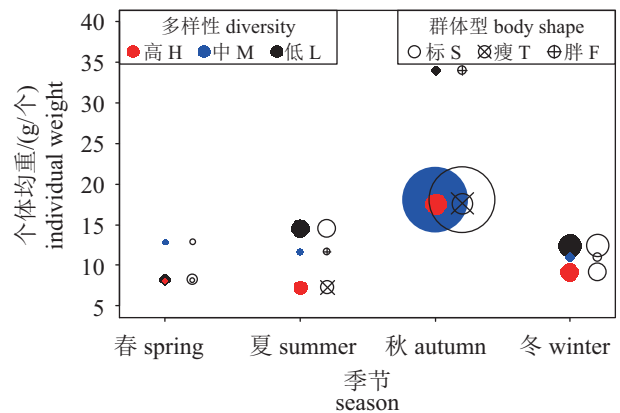 多样性 diversity
高 H 中 M 低 L
群体型 body shape
标 S 瘦 T 胖 F
个体均重/(g/个)
individual weight
40
35
30
25
20
15
10
5
春 spring 夏 summer 秋 autumn 冬 winter
季节
season